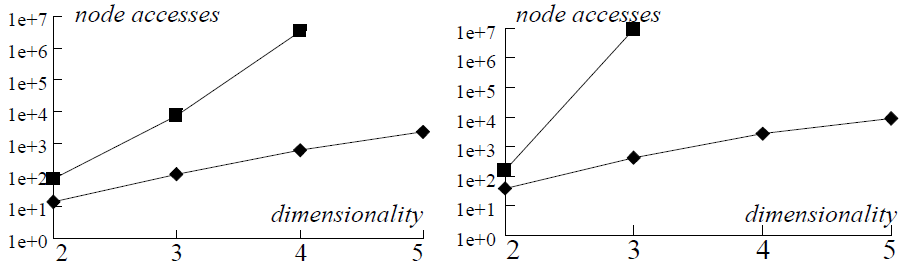 node accesses
1e+7
1e+6
1e+5
1e+4
1e+3
1e+2
1e+1
1e+0
dimensionality
2 3 4 5
node accesses
1e+7
1e+6
1e+5
1e+4
1e+3
1e+2
1e+1
1e+0
dimensionality
2 3 4 5